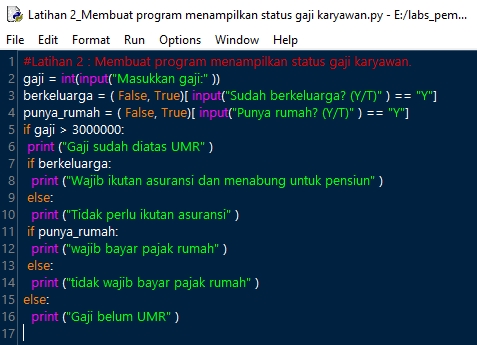 Latihan 2_Membuat program menampilkan status gaji karyawan.py - E:/labs_pem...
File Edit Format Run Options Window Help
1 #Latihan 2 : Membuat program menampilkan status gaji karyawan.
2 gaji = int(input("Masukkan gaji:" ))
3 berkeluarga = ( False, True)[ input("Sudah berkeluarga? (Y/T)" ) == "Y"]
4 punya_rumah = ( False, True)[ input("Punya rumah? (Y/T)" ) == "Y"]
5 if gaji > 3000000:
6  print ("Gaji sudah diatas UMR" )
7  if berkeluarga:
8   print ("Wajib ikutan asuransi dan menabung untuk pensiun" )
9  else:
10   print ("Tidak perlu ikutan asuransi" )
11  if punya_rumah:
12   print ("wajib bayar pajak rumah" )
13  else:
14   print ("tidak wajib bayar pajak rumah" )
15 else:
16  print ("Gaji belum UMR" )
17